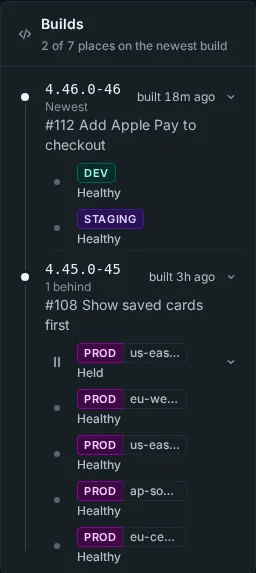 Builds
2 of 7 places on the newest build
4.46.0-46 built 18m ago
Newest
#112 Add Apple Pay to
checkout
DEV
Healthy
STAGING
Healthy
4.45.0-45 built 3h ago
1 behind
#108 Show saved cards
first
PROD us-eas...
Held
PROD eu-we...
Healthy
PROD us-eas...
Healthy
PROD ap-so...
Healthy
PROD eu-ce...
Healthy